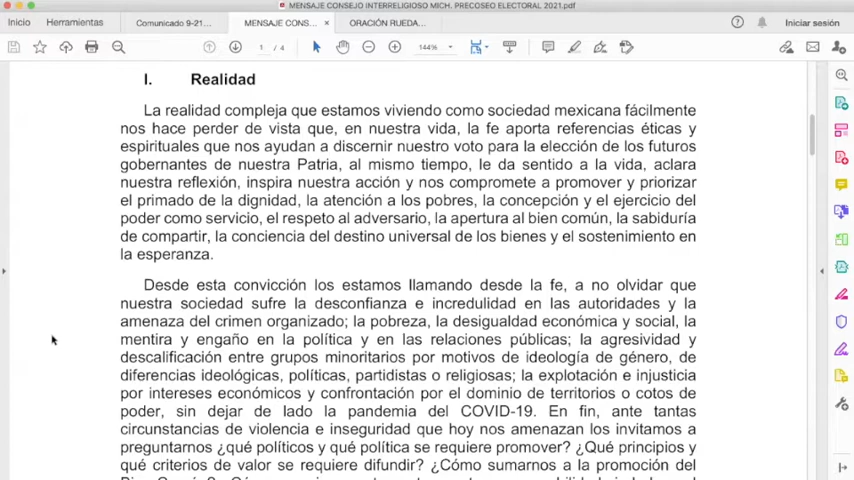 MENSAJE CONSEJO INTERRELIGIOSO MICH. PRECOSEO ELECTORAL 2021.pdf
Inicio Herramientas Comunicado 9-21... MENSAJE CONS... × ORACIÓN RUEDA... Iniciar sesión
1 / 4 144%
I. Realidad
La realidad compleja que estamos viviendo como sociedad mexicana fácilmente
nos hace perder de vista que, en nuestra vida, la fe aporta referencias éticas y
espirituales que nos ayudan a discernir nuestro voto para la elección de los futuros
gobernantes de nuestra Patria, al mismo tiempo, le da sentido a la vida, aclara
nuestra reflexión, inspira nuestra acción y nos compromete a promover y priorizar
el primado de la dignidad, la atención a los pobres, la concepción y el ejercicio del
poder como servicio, el respeto al adversario, la apertura al bien común, la sabiduría
de compartir, la conciencia del destino universal de los bienes y el sostenimiento en
la esperanza.
Desde esta convicción los estamos llamando desde la fe, a no olvidar que
nuestra sociedad sufre la desconfianza e incredulidad en las autoridades y la
amenaza del crimen organizado; la pobreza, la desigualdad económica y social, la
mentira y engaño en la política y en las relaciones públicas; la agresividad y
descalificación entre grupos minoritarios por motivos de ideología de género, de
diferencias ideológicas, políticas, partidistas o religiosas; la explotación e injusticia
por intereses económicos y confrontación por el dominio de territorios o cotos de
poder, sin dejar de lado la pandemia del COVID-19. En fin, ante tantas
circunstancias de violencia e inseguridad que hoy nos amenazan los invitamos a
preguntarnos ¿qué políticos y qué política se requiere promover? ¿Qué principios y
qué criterios de valor se requiere difundir? ¿Cómo sumarnos a la promoción del